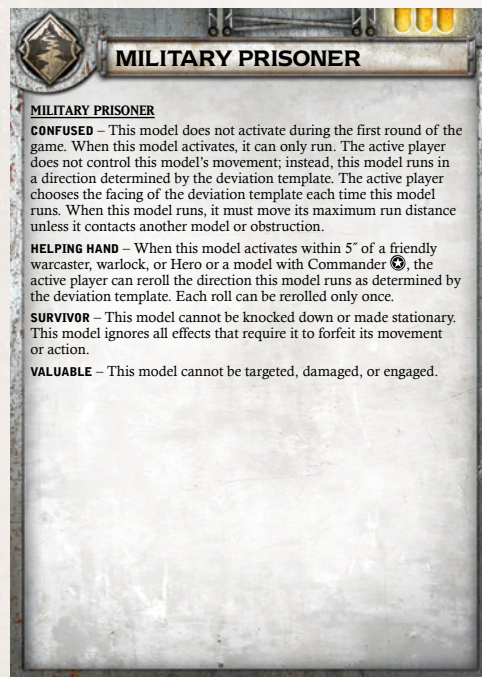 MILITARY PRISONER
MILITARY PRISONER
CONFUSED – This model does not activate during the first round of the
game. When this model activates, it can only run. The active player
does not control this model's movement; instead, this model runs in
a direction determined by the deviation template. The active player
chooses the facing of the deviation template each time this model
runs. When this model runs, it must move its maximum run distance
unless it contacts another model or obstruction.
HELPING HAND – When this model activates within 5˝ of a friendly
warcaster, warlock, or Hero or a model with Commander, the
active player can reroll the direction this model runs as determined by
the deviation template. Each roll can be rerolled only once.
SURVIVOR – This model cannot be knocked down or made stationary.
This model ignores all effects that require it to forfeit its movement
or action.
VALUABLE – This model cannot be targeted, damaged, or engaged.